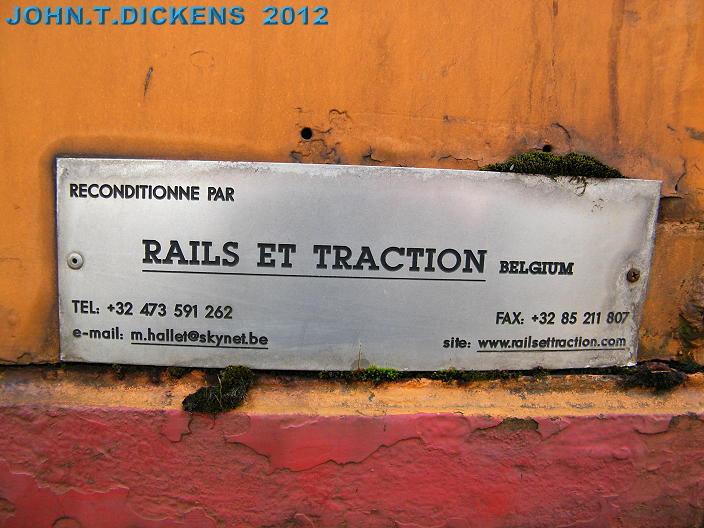 JOHN.T.DICKENS 2012
RECONDITIONNE PAR
RAILS ET TRACTION BELGIUM
TEL: +32 473 591 262
FAX: +32 85 211 807
e-mail: m.hallet@skynet.be
site: www.railsettraction.com